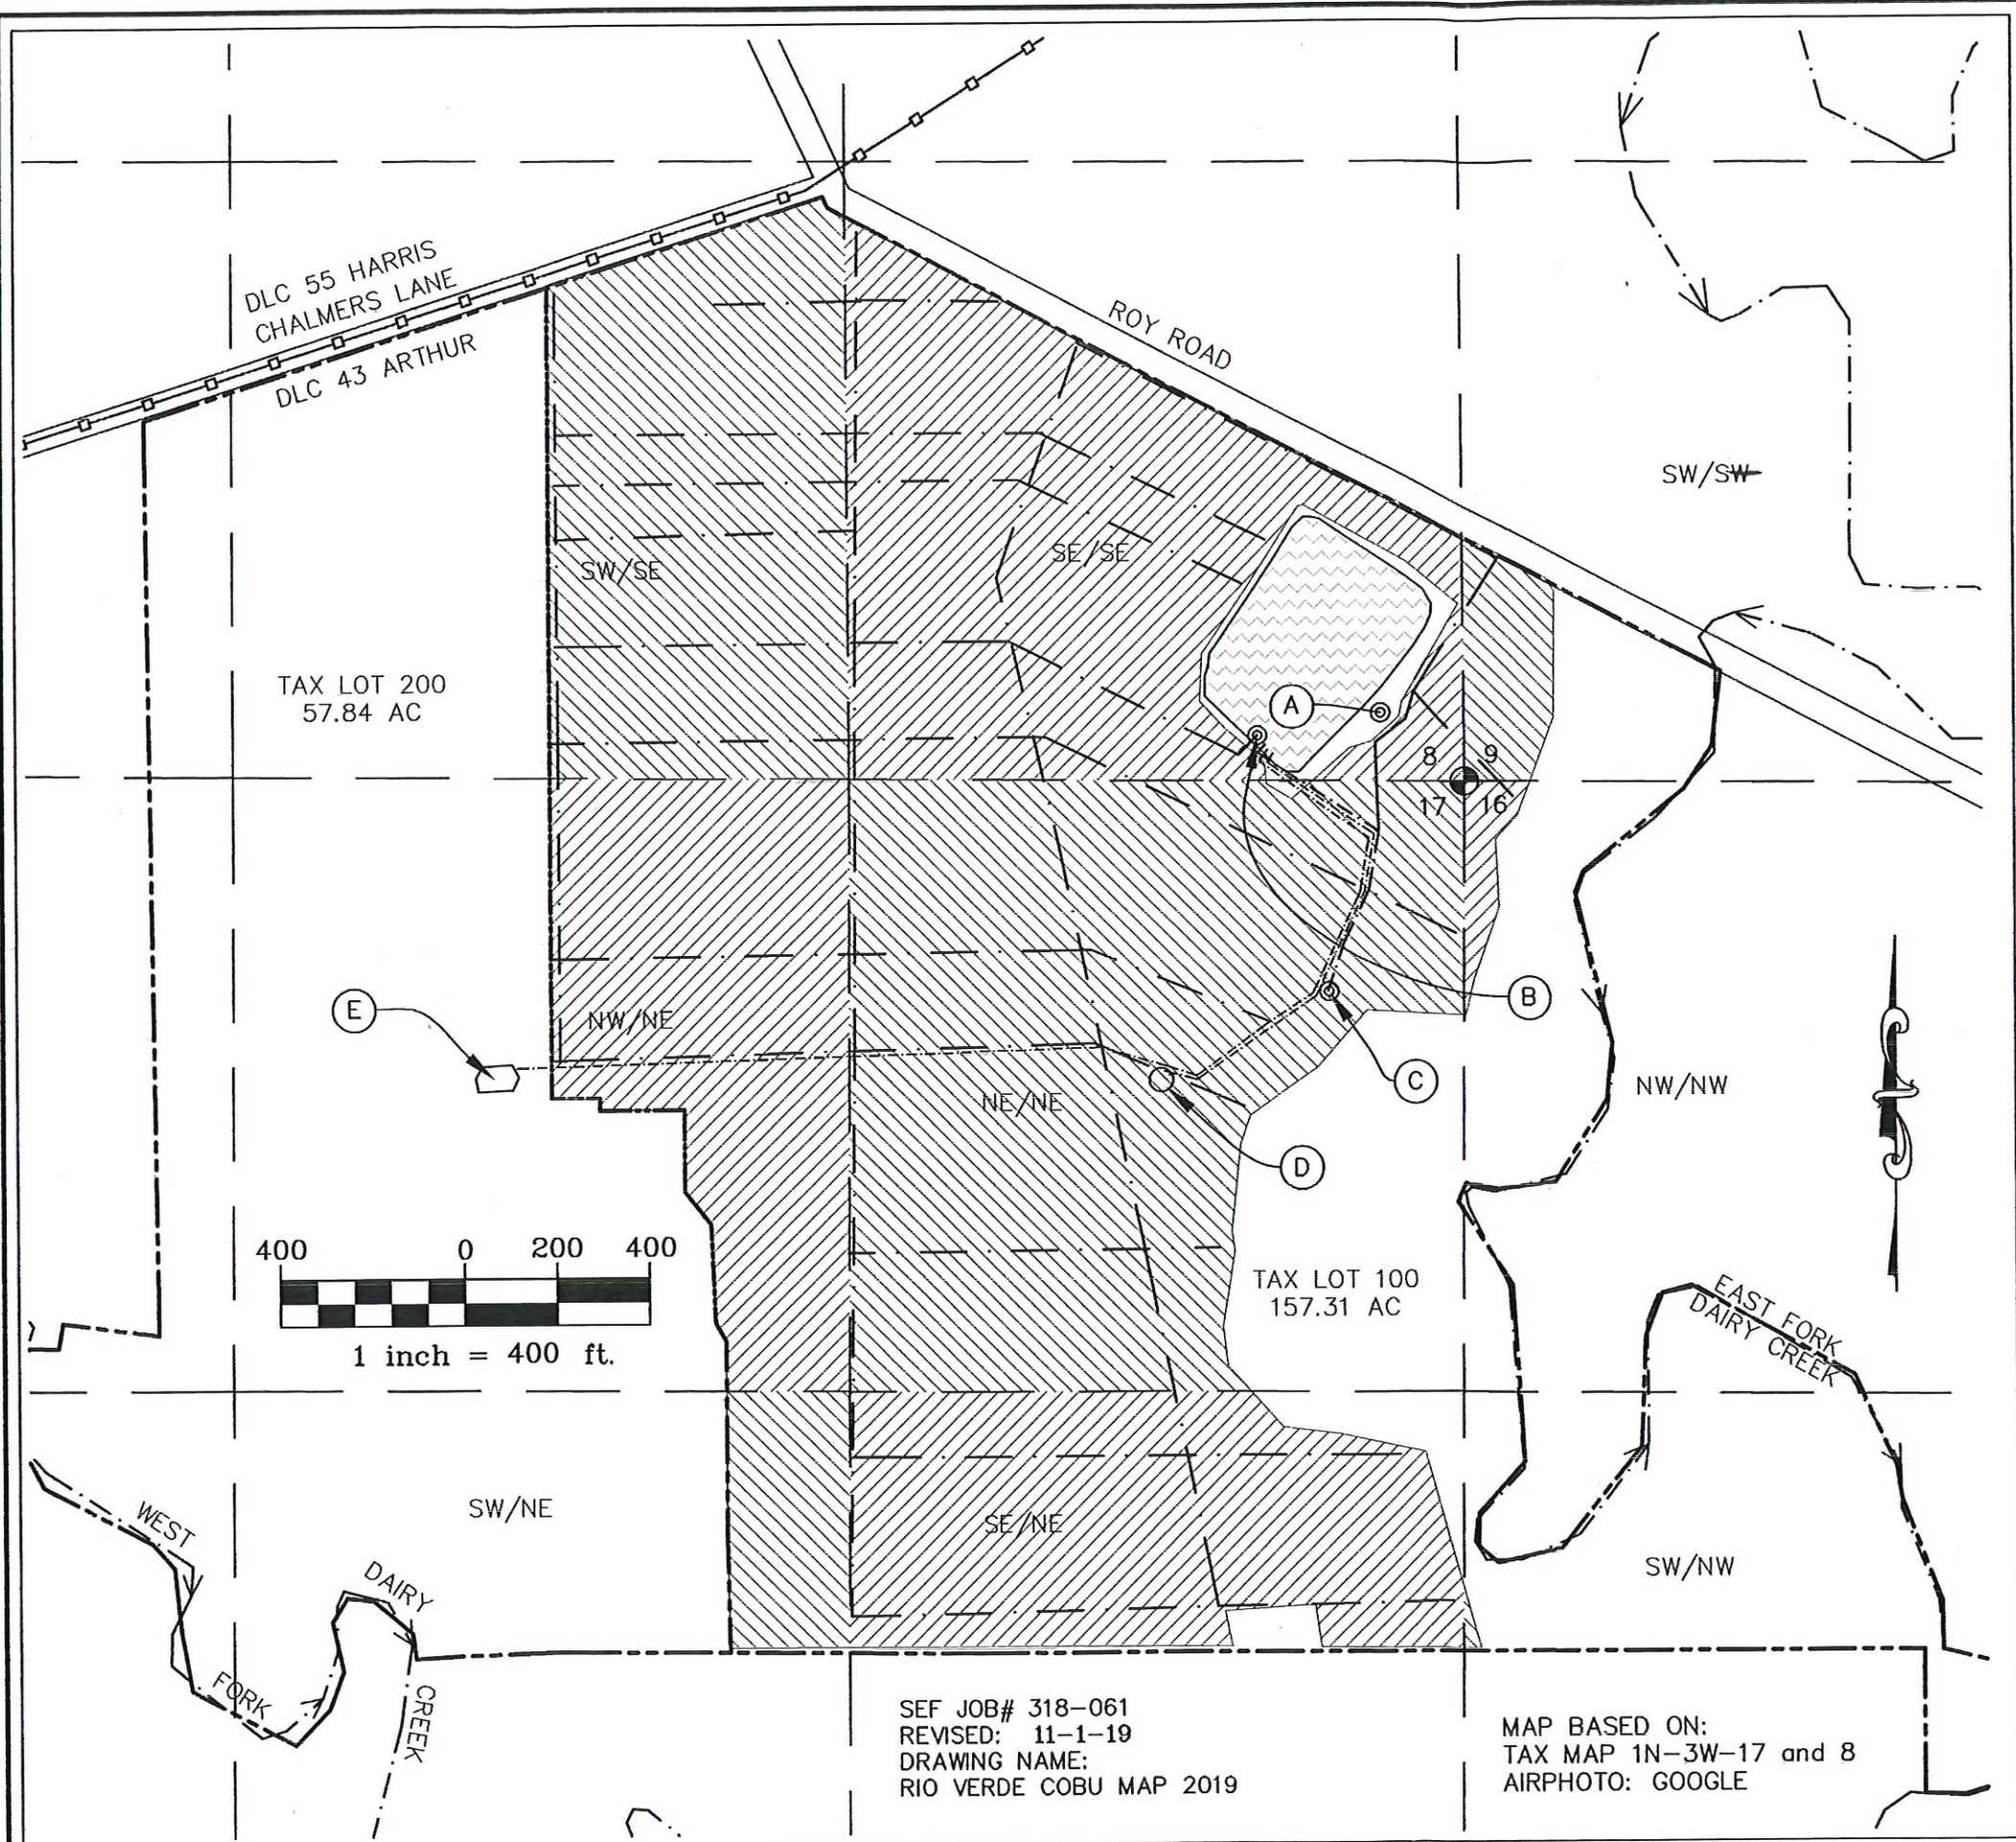 DLC 55 HARRIS
CHALMERS LANE
DLC 43 ARTHUR
ROY ROAD
SW/SW
SW/SE
SE/SE
TAX LOT 200
57.84 AC
A
8
9
17
16
B
E
NW/NE
C
NW/NW
NE/NE
D
400 0 200 400
1 inch = 400 ft.
TAX LOT 100
157.31 AC
EAST FORK
DAIRY CREEK
WEST
FORK
DAIRY
CREEK
SW/NE
SE/NE
SW/NW
SEF JOB# 318-061
REVISED: 11-1-19
DRAWING NAME:
RIO VERDE COBU MAP 2019
MAP BASED ON:
TAX MAP 1N-3W-17 and 8
AIRPHOTO: GOOGLE